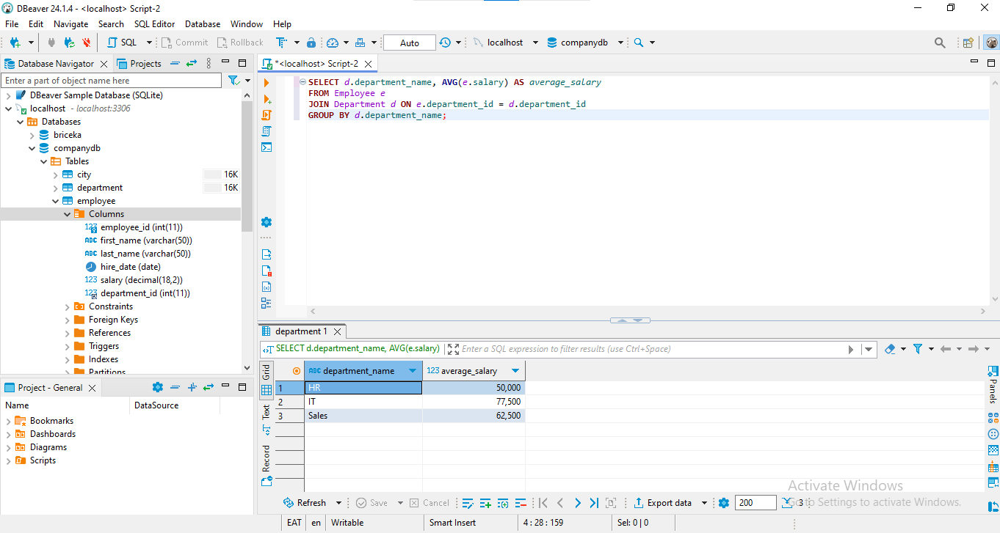 DBeaver 24.1.4 - <localhost> Script-2
File Edit Navigate Search SQL Editor Database Window Help
SQL Commit Rollback Auto localhost companydb
Database Navigator Projects
Enter a part of object name here
DBeaver Sample Database (SQLite)
localhost - localhost:3306
Databases
briceka
companydb
Tables
city 16K
department 16K
employee
Columns
123 employee_id (int(11))
ABC first_name (varchar(50))
ABC last_name (varchar(50))
hire_date (date)
123 salary (decimal(18,2))
123 department_id (int(11))
Constraints
Foreign Keys
References
Triggers
Indexes
Partitions
Project - General
Name DataSource
Bookmarks
Dashboards
Diagrams
Scripts
*<localhost> Script-2
SELECT d.department_name, AVG(e.salary) AS average_salary
FROM Employee e
JOIN Department d ON e.department_id = d.department_id
GROUP BY d.department_name;
department 1
SELECT d.department_name, AVG(e.salary) Enter a SQL expression to filter results (use Ctrl+Space)
Grid
Text
Record
ABC department_name 123 average_salary
1 HR 50,000
2 IT 77,500
3 Sales 62,500
Panels
Activate Windows
Go to Settings to activate Windows.
Refresh Save Cancel Export data 200 3
EAT en Writable Smart Insert 4 : 28 : 159 Sel: 0 | 0